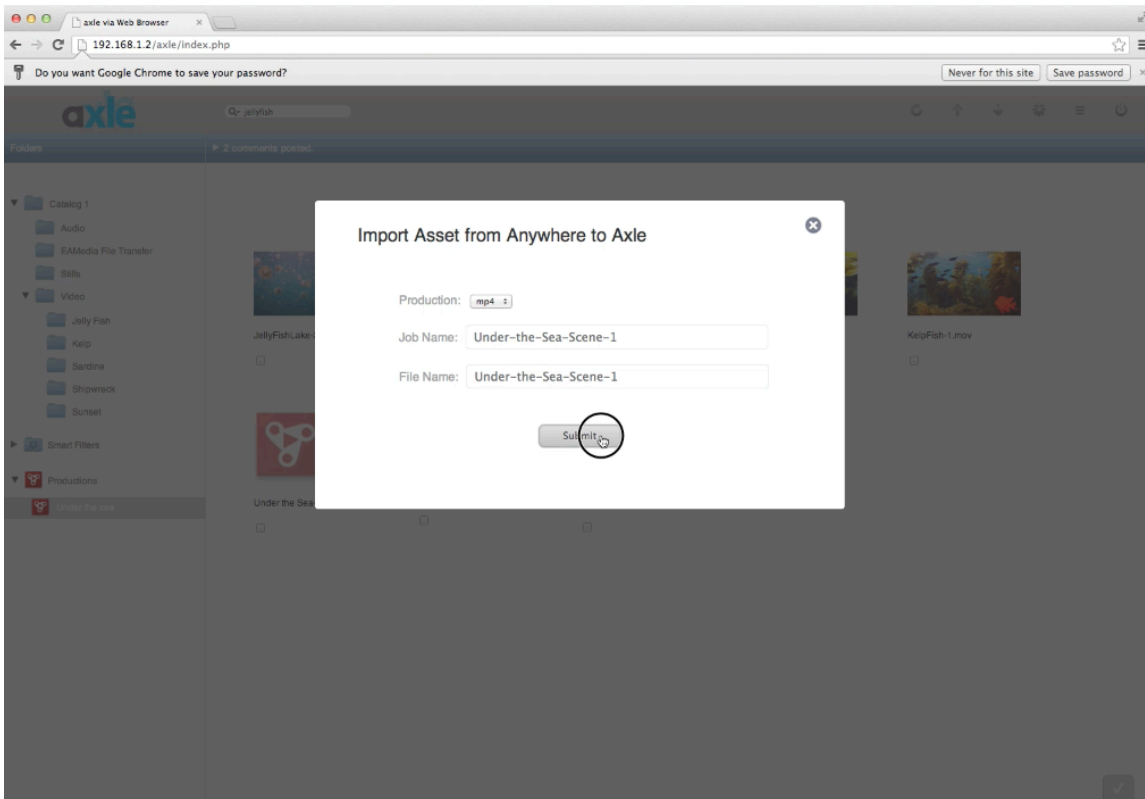 axle via Web Browser
192.168.1.2/axle/index.php
Do you want Google Chrome to save your password?
Never for this site
Save password
axle
jellyfish
Folders
2 comments posted.
Catalog 1
Audio
EAMedia File Transfer
Stills
Video
Jelly Fish
Kelp
Sardine
Shipwreck
Sunset
Smart Filters
Productions
Under the sea
Import Asset from Anywhere to Axle
Production: mp4
Job Name: Under-the-Sea-Scene-1
File Name: Under-the-Sea-Scene-1
Submit
JellyFishLake-
KelpFish-1.mov
Under the Sea-